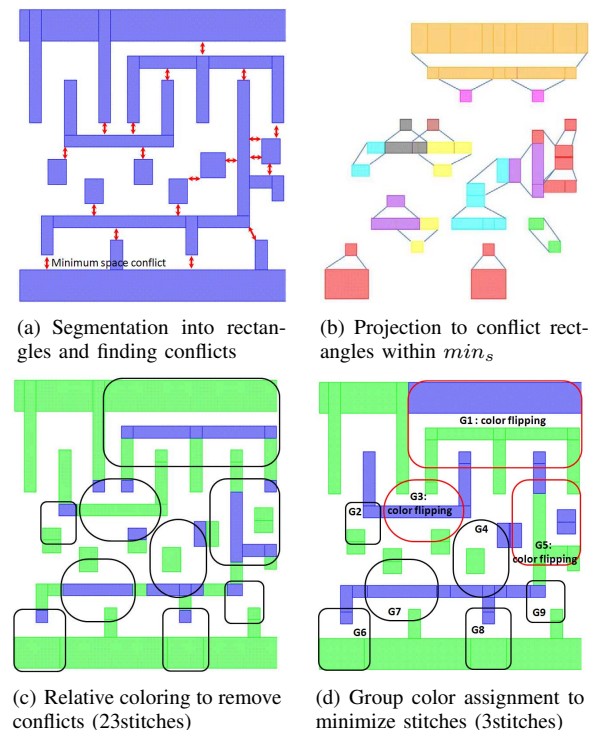 Minimum space conflict
(a) Segmentation into rectan-
gles and finding conflicts
(b) Projection to conflict rect-
angles within min_s
G1 : color flipping
G3:
color flipping
G2
G4
G5:
color flipping
G7
G9
G6
G8
(c) Relative coloring to remove
conflicts (23stitches)
(d) Group color assignment to
minimize stitches (3stitches)